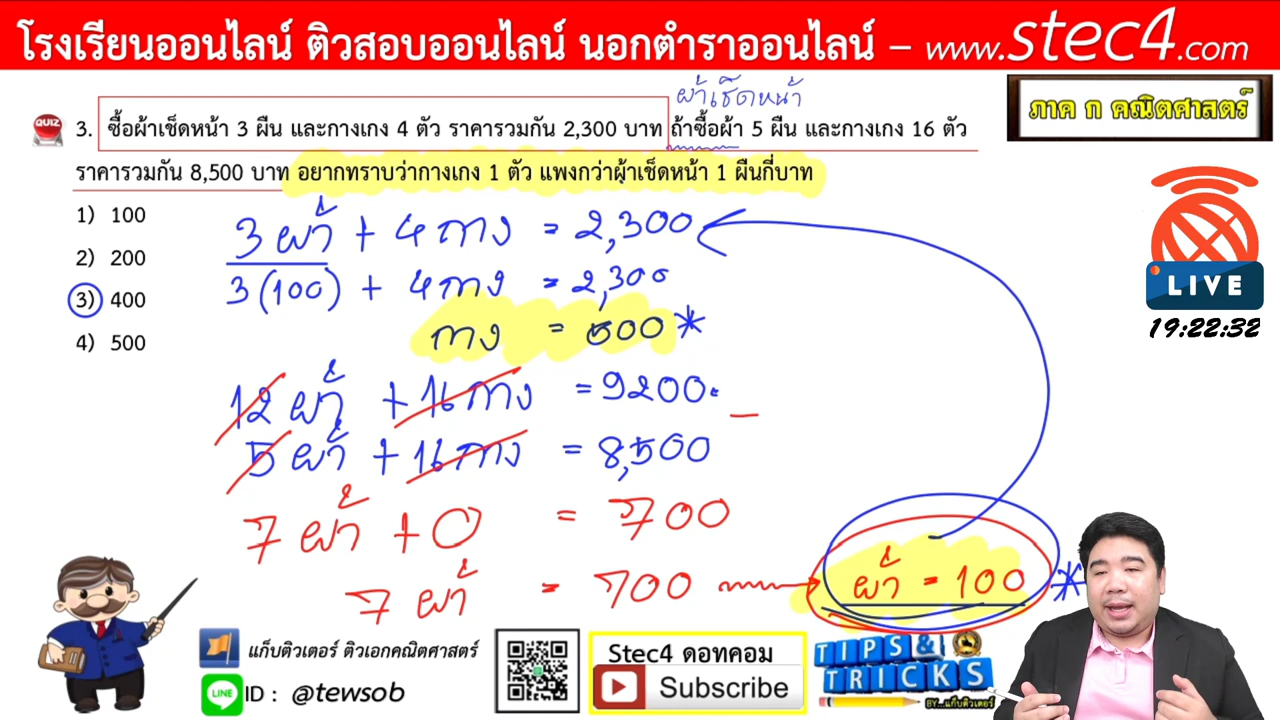 โรงเรียนออนไลน์ ติวสอบออนไลน์ นอกตำราออนไลน์ – www.stec4.com
ภาค ก คณิตศาสตร์
ผ้าเช็ดหน้า
QUIZ 3. ซื้อผ้าเช็ดหน้า 3 ผืน และกางเกง 4 ตัว ราคารวมกัน 2,300 บาท ถ้าซื้อผ้า 5 ผืน และกางเกง 16 ตัว
ราคารวมกัน 8,500 บาท อยากทราบว่ากางเกง 1 ตัว แพงกว่าผ้าเช็ดหน้า 1 ผืนกี่บาท
1) 100
2) 200
3) 400
4) 500
3 ผ้า + 4 กาง = 2,300
3(100) + 4 กาง = 2,300
กาง = 500 *
12 ผ้า + 16 กาง = 9200
5 ผ้า + 16 กาง = 8,500
7 ผ้า + 0 = 700
7 ผ้า = 700
ผ้า = 100 *
LIVE
19:22:32
แก็บติวเตอร์ ติวเอกคณิตศาสตร์
LINE ID : @tewsob
Stec4 ดอทคอม
Subscribe
TIPS & TRICKS
BY...แก็บติวเตอร์